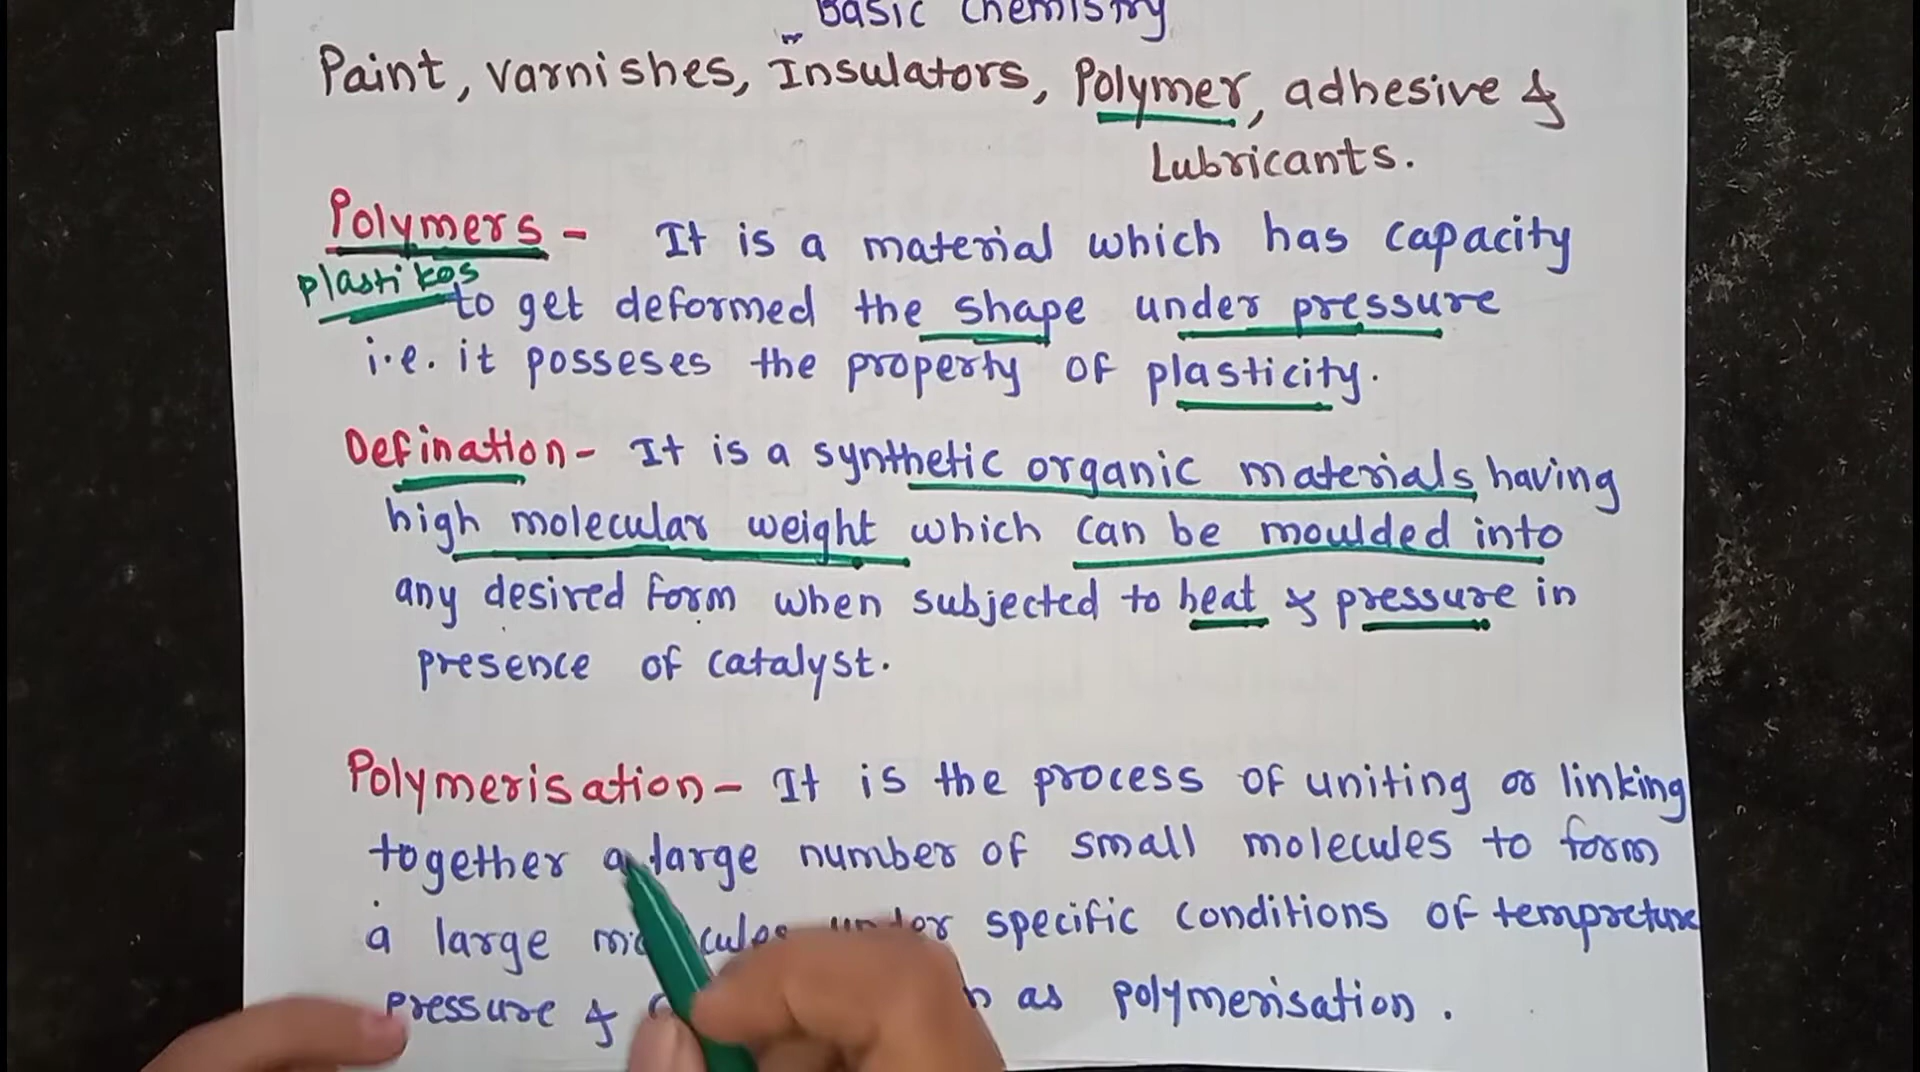 Basic Chemistry
Paint, varnishes, Insulators, Polymer, adhesive &
Lubricants.
Polymers - It is a material which has capacity
plastikos
to get deformed the shape under pressure
i.e. it posseses the property of plasticity.
Defination - It is a synthetic organic materials having
high molecular weight which can be moulded into
any desired form when subjected to heat & pressure in
presence of catalyst.
Polymerisation - It is the process of uniting or linking
together a large number of small molecules to form
a large under specific conditions of tempreture
pressure & as polymerisation.